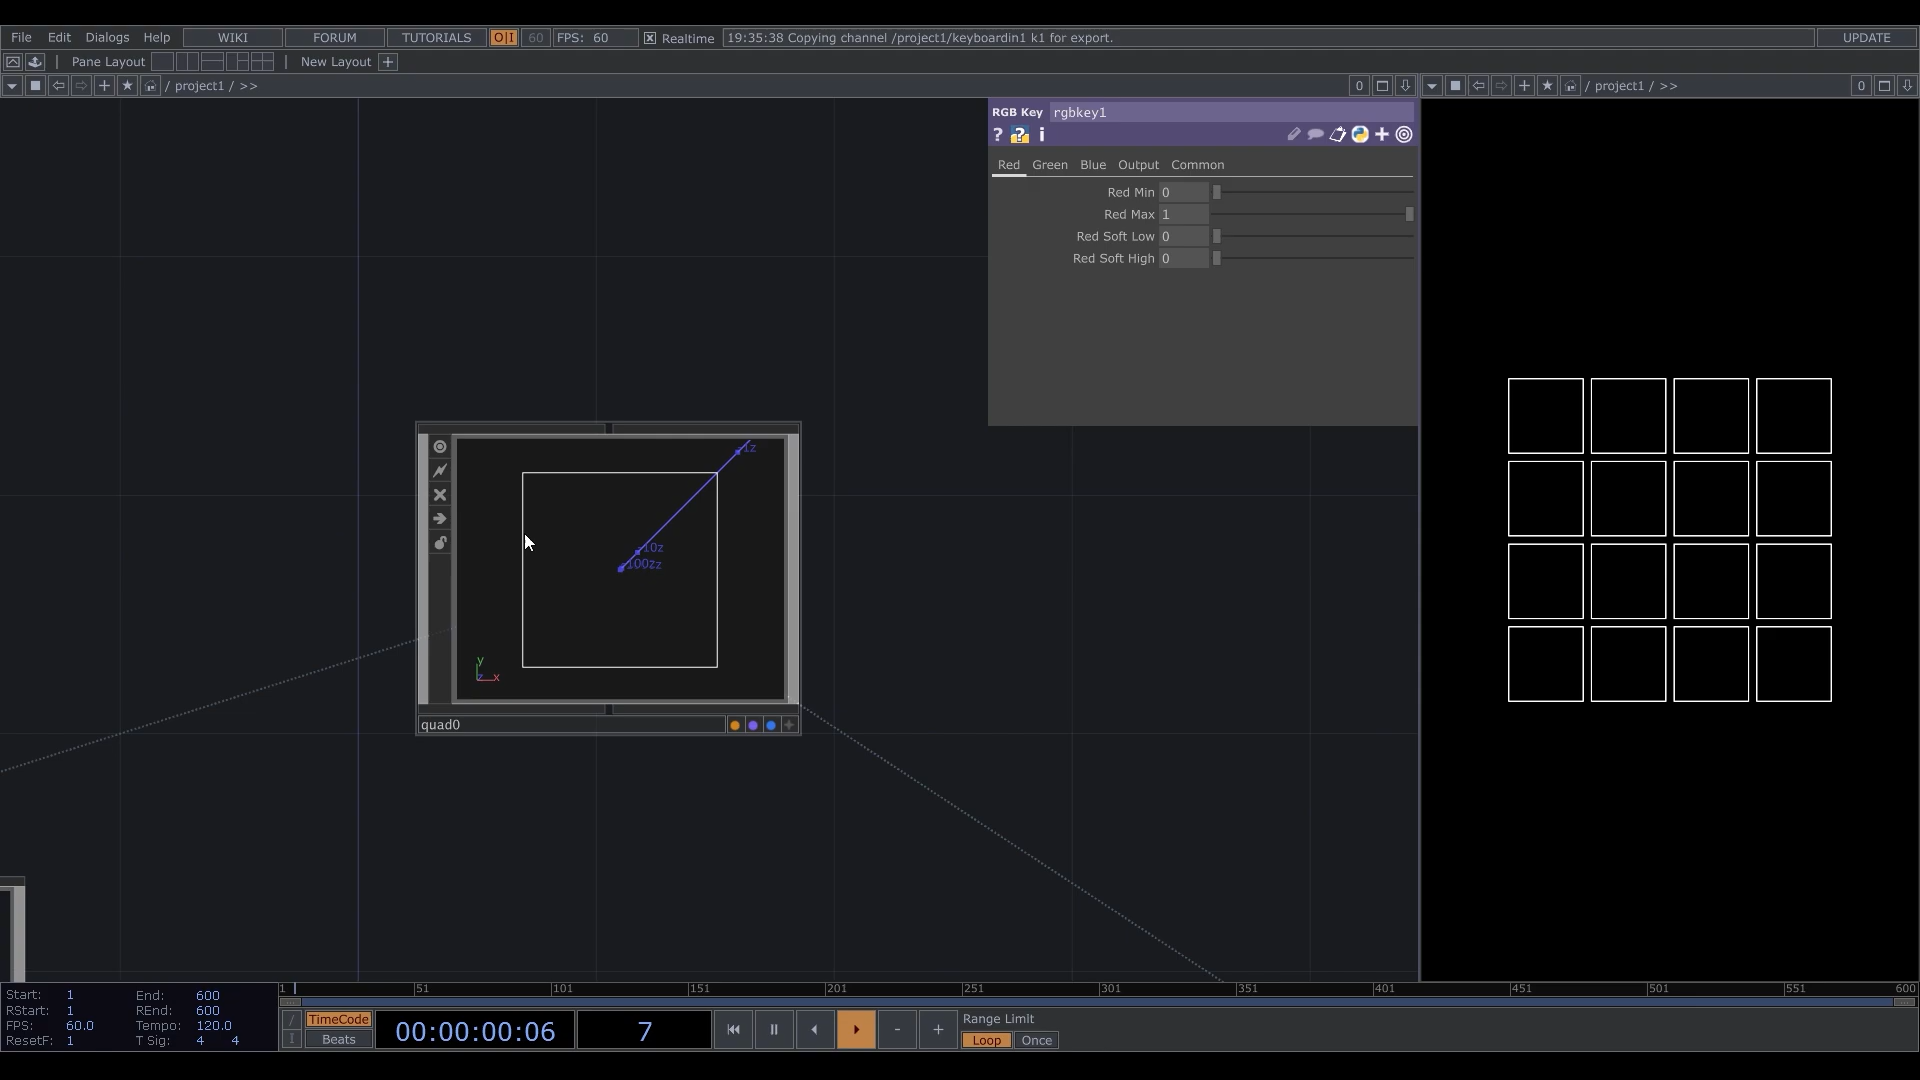 File Edit Dialogs Help WIKI FORUM TUTORIALS O|I 60 FPS: 60 Realtime 19:35:38 Copying channel /project1/keyboardin1 k1 for export. UPDATE
Pane Layout New Layout +
/ project1 / >> 0 / project1 / >> 0
RGB Key rgbkey1
? ? i
Red Green Blue Output Common
Red Min 0
Red Max 1
Red Soft Low 0
Red Soft High 0
1z
10z
100zz
y
z x
quad0
1 51 101 151 201 251 301 351 401 451 501 551 600
Start: 1 End: 600
RStart: 1 REnd: 600
FPS: 60.0 Tempo: 120.0
ResetF: 1 T Sig: 4 4
TimeCode
Beats
00:00:00:06 7 - +
Range Limit
Loop Once